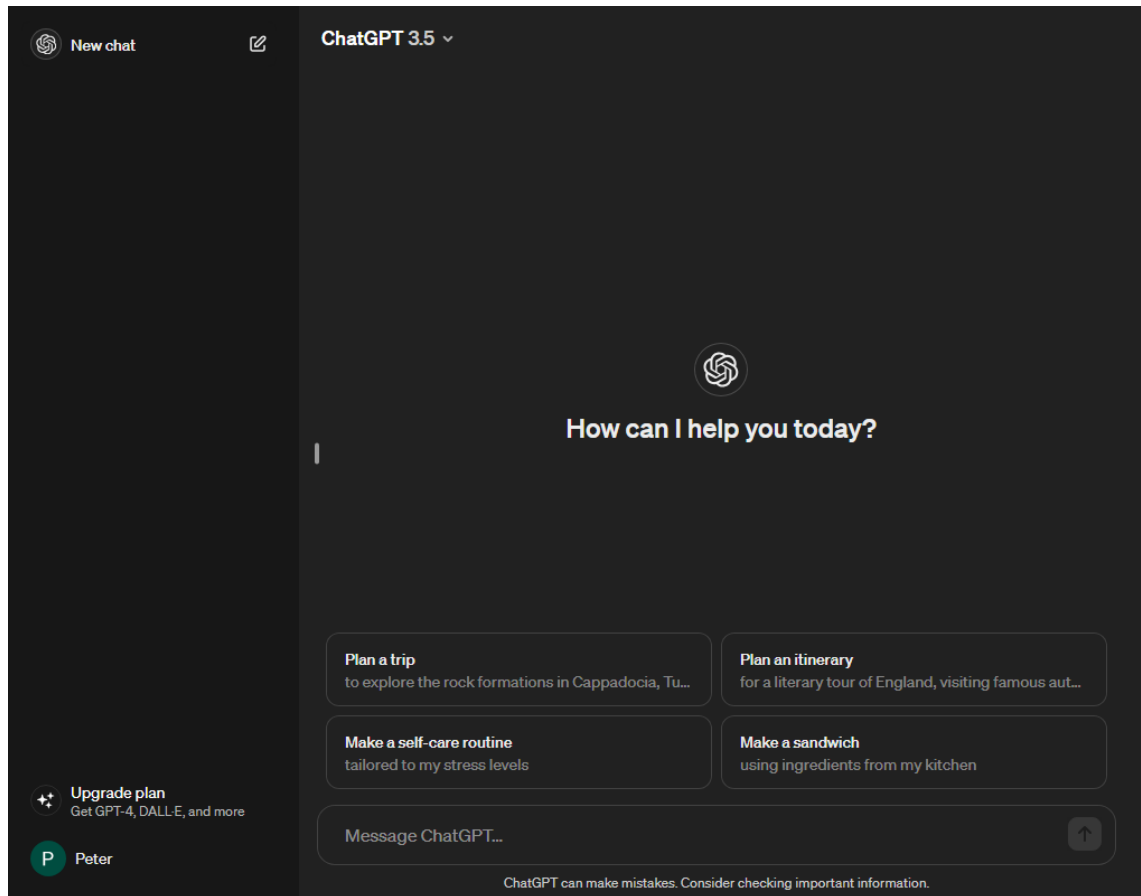 New chat
ChatGPT 3.5
How can I help you today?
Plan a trip
to explore the rock formations in Cappadocia, Tu...
Plan an itinerary
for a literary tour of England, visiting famous aut...
Make a self-care routine
tailored to my stress levels
Make a sandwich
using ingredients from my kitchen
Upgrade plan
Get GPT-4, DALL·E, and more
P Peter
Message ChatGPT...
ChatGPT can make mistakes. Consider checking important information.